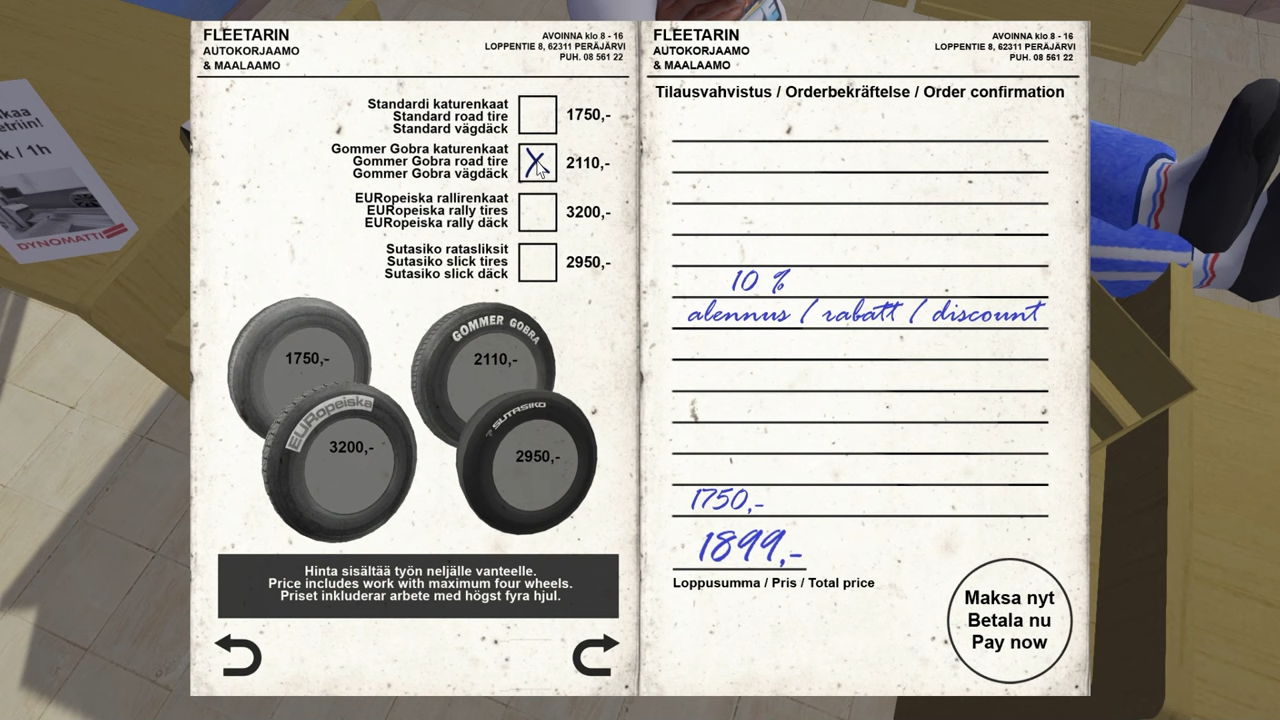 FLEETARIN
AUTOKORJAAMO
& MAALAAMO
AVOINNA klo 8 - 16
LOPPENTIE 8, 62311 PERÄJÄRVI
PUH. 08 561 22
Standardi katurenkaat
Standard road tire
Standard vägdäck
1750,-
Gommer Gobra katurenkaat
Gommer Gobra road tire
Gommer Gobra vägdäck
X
2110,-
EURopeiska rallirenkaat
EURopeiska rally tires
EURopeiska rally däck
3200,-
Sutasiko ratasliksit
Sutasiko slick tires
Sutasiko slick däck
2950,-
1750,-
GOMMER GOBRA
2110,-
EURopeiska
3200,-
SUTASIKO
2950,-
Hinta sisältää työn neljälle vanteelle.
Price includes work with maximum four wheels.
Priset inkluderar arbete med högst fyra hjul.
FLEETARIN
AUTOKORJAAMO
& MAALAAMO
AVOINNA klo 8 - 16
LOPPENTIE 8, 62311 PERÄJÄRVI
PUH. 08 561 22
Tilausvahvistus / Orderbekräftelse / Order confirmation
10 %
alennus / rabatt / discount
1750,-
1899,-
Loppusumma / Pris / Total price
Maksa nyt
Betala nu
Pay now
k / 1h
DYNOMATTI